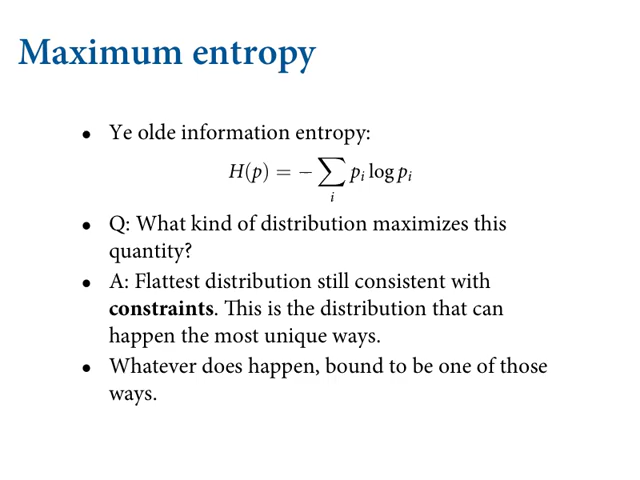 Maximum entropy
• Ye olde information entropy:
H(p) = − ∑ᵢ pᵢ log pᵢ
• Q: What kind of distribution maximizes this
quantity?
• A: Flattest distribution still consistent with
constraints. This is the distribution that can
happen the most unique ways.
• Whatever does happen, bound to be one of those
ways.